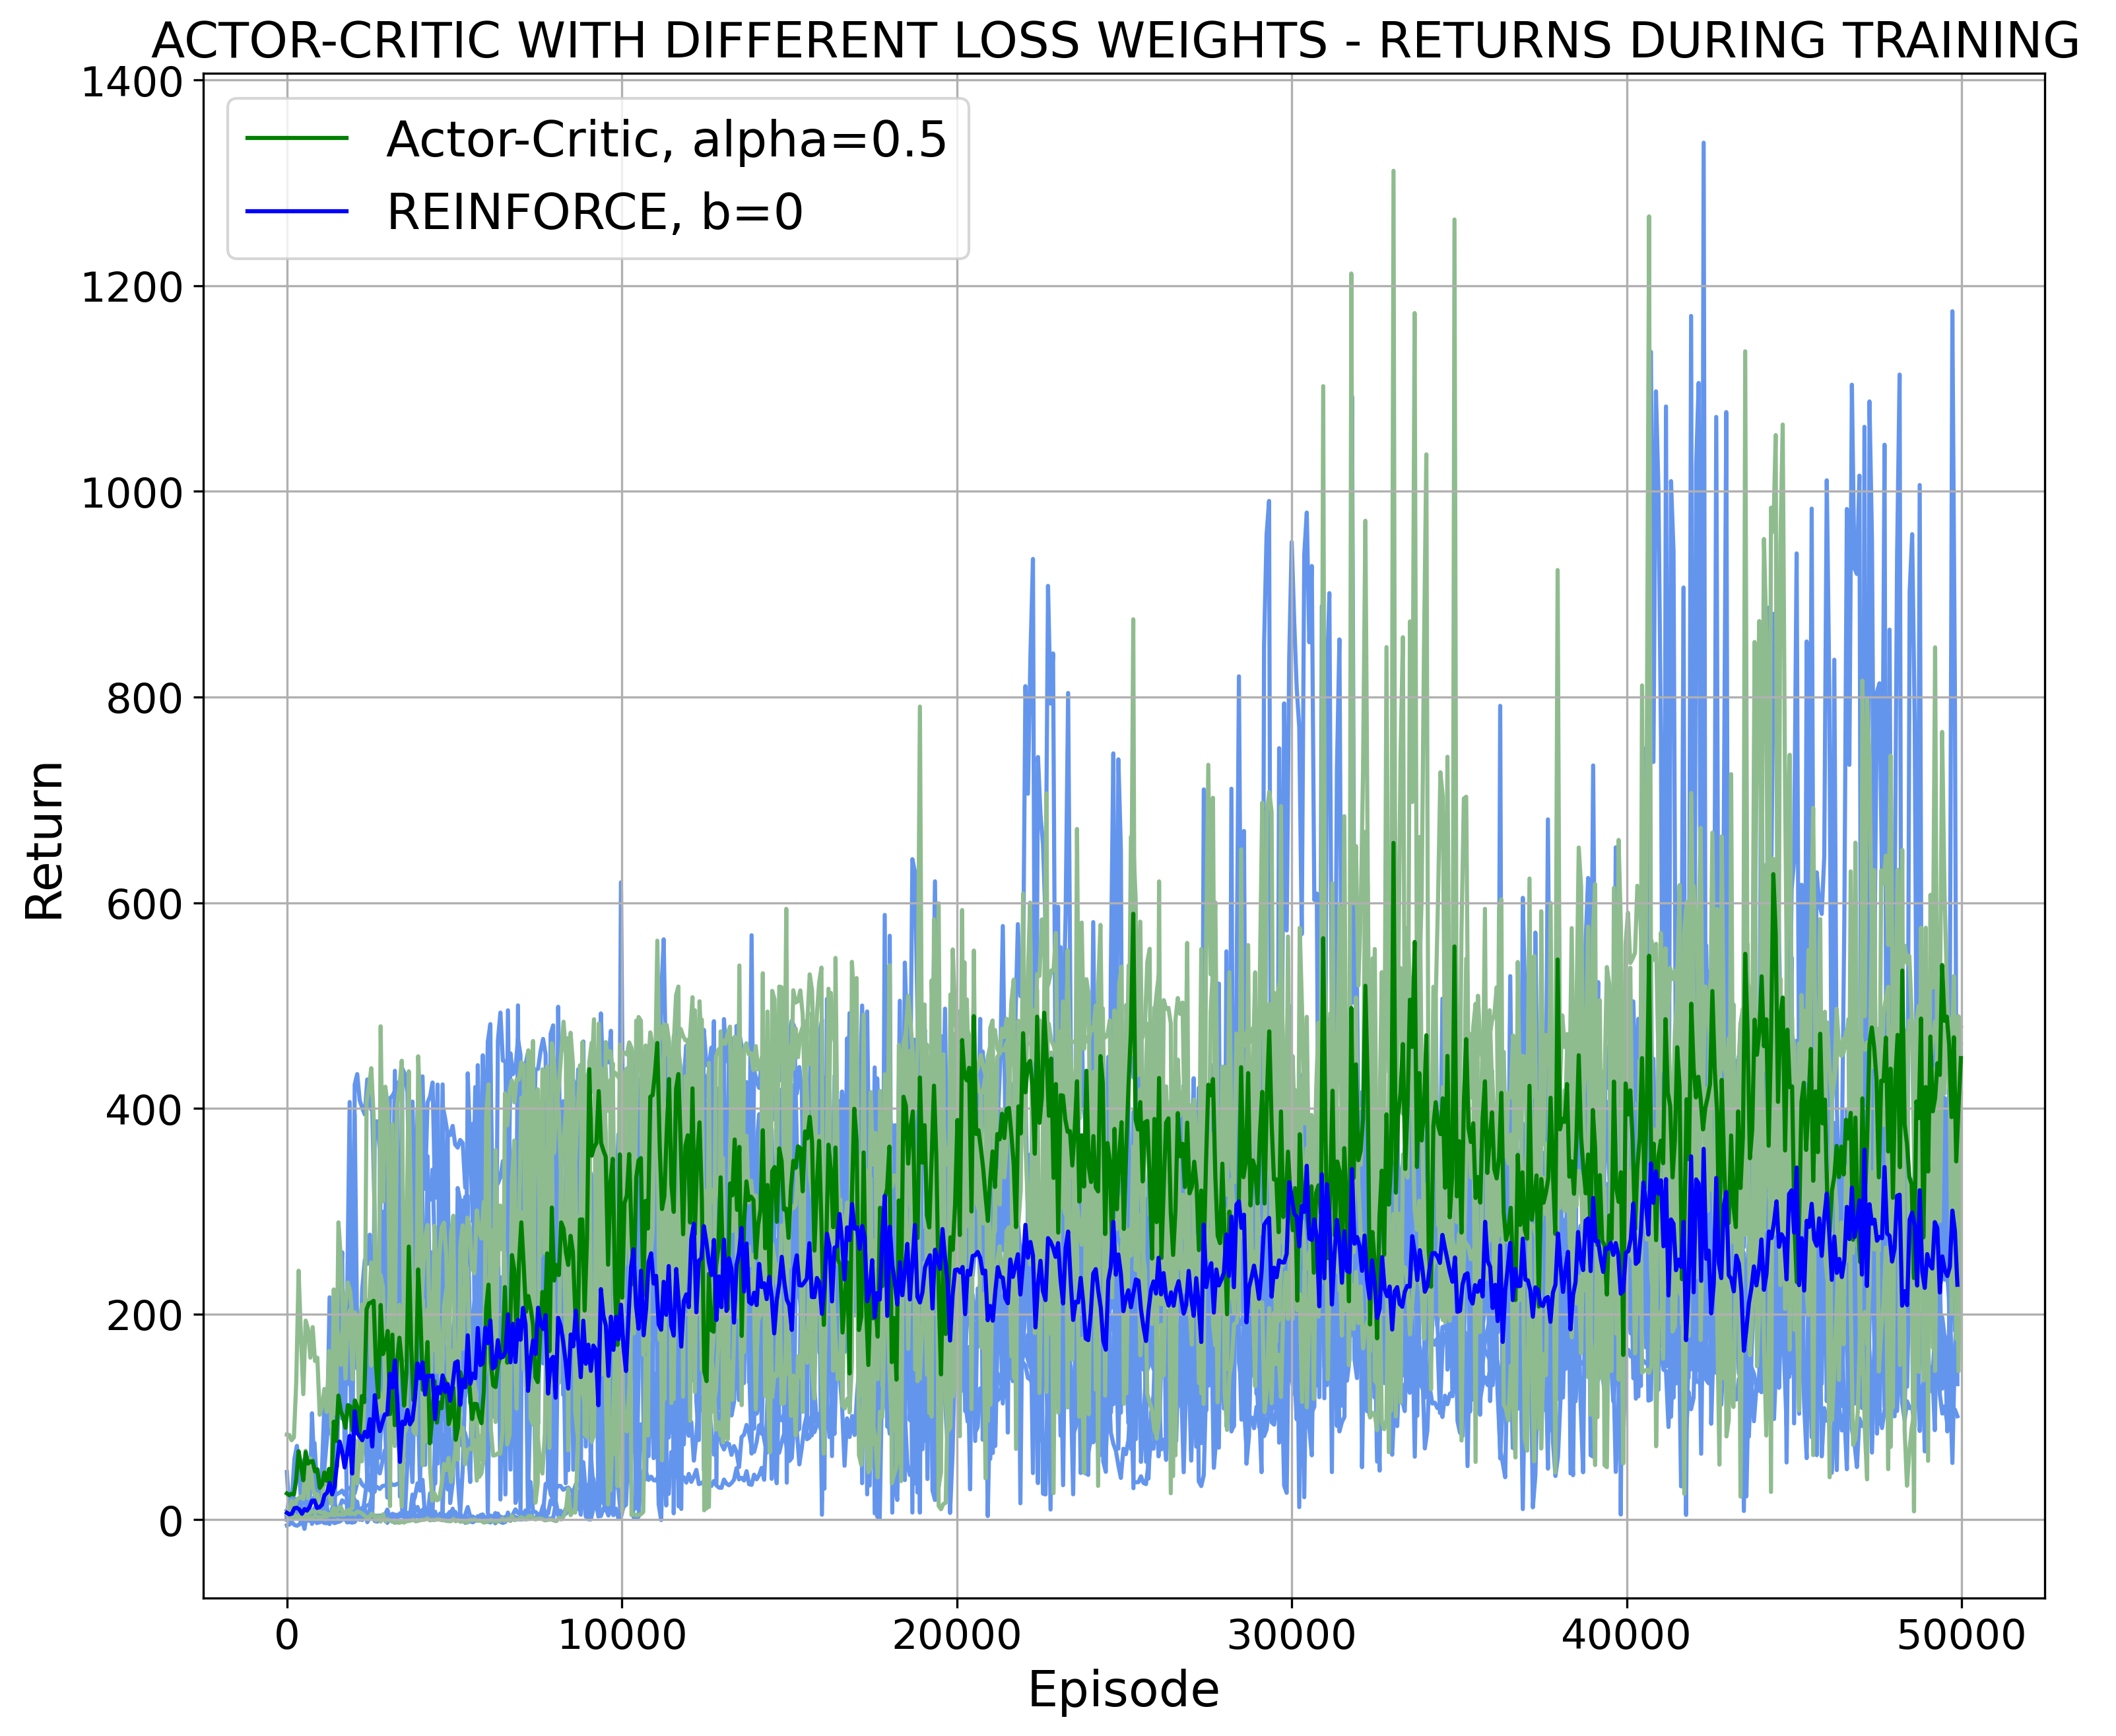 ACTOR-CRITIC WITH DIFFERENT LOSS WEIGHTS - RETURNS DURING TRAINING
Actor-Critic, alpha=0.5
REINFORCE, b=0
Return
1400
1200
1000
800
600
400
200
0
0 10000 20000 30000 40000 50000
Episode